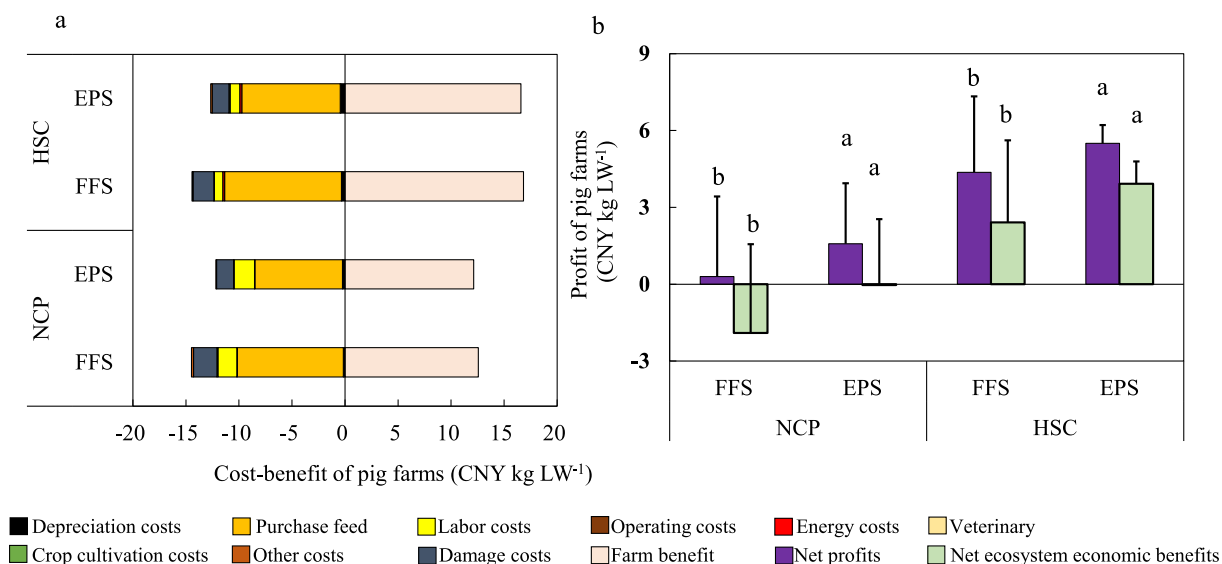 a
HSC
EPS
FFS
NCP
EPS
FFS
-20 -15 -10 -5 0 5 10 15 20
Cost-benefit of pig farms (CNY kg LW-1)
b
Profit of pig farms
(CNY kg LW-1)
9
6
3
0
-3
b b a a b b a a
FFS EPS FFS EPS
NCP HSC
Depreciation costs Purchase feed Labor costs Operating costs Energy costs Veterinary
Crop cultivation costs Other costs Damage costs Farm benefit Net profits Net ecosystem economic benefits